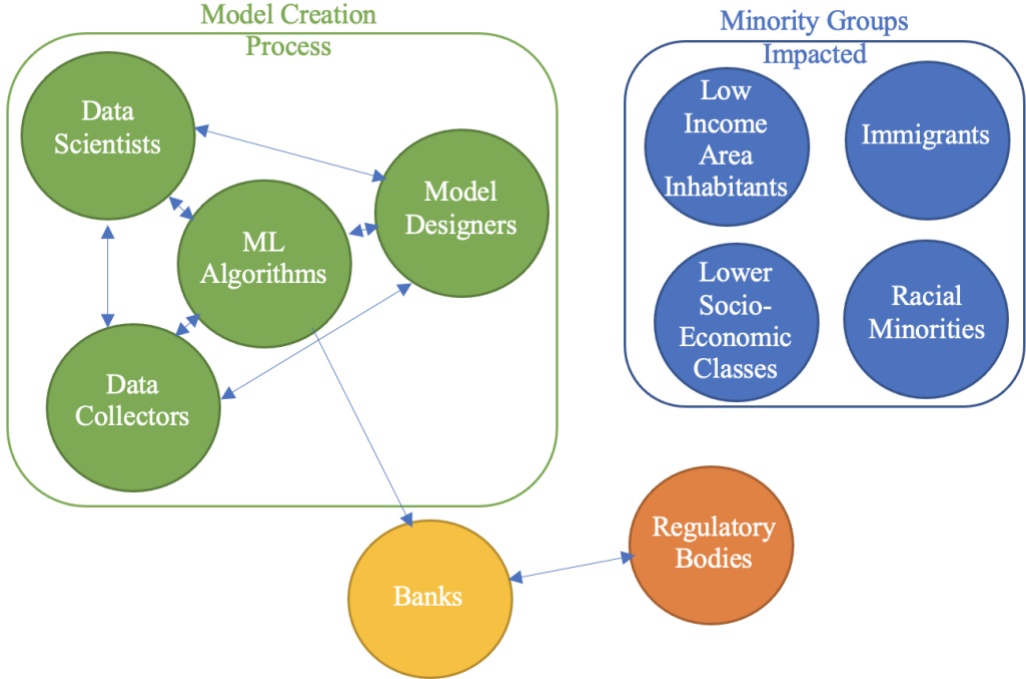 Model Creation
Process
Data
Scientists
Model
Designers
ML
Algorithms
Data
Collectors
Minority Groups
Impacted
Low
Income
Area
Inhabitants
Immigrants
Lower
Socio-
Economic
Classes
Racial
Minorities
Banks
Regulatory
Bodies